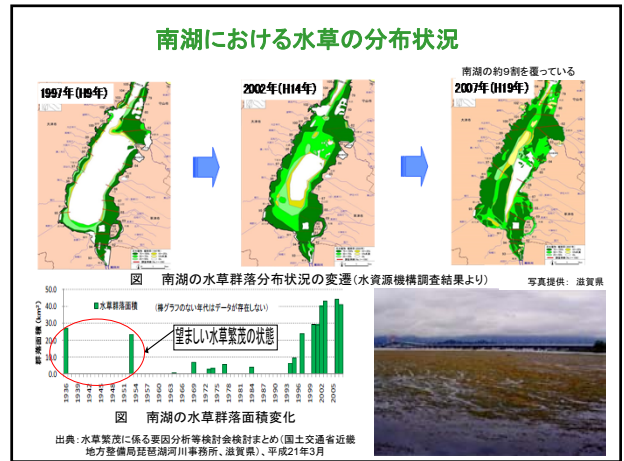 南湖における水草の分布状況
南湖の約9割を覆っている
1997年(H9年)
2002年(H14年)
2007年(H19年)
図　南湖の水草群落分布状況の変遷(水資源機構調査結果より)
写真提供：滋賀県
群落面積(km²)
50.0
40.0
30.0
20.0
10.0
0.0
水草群落面積
(棒グラフのない年代はデータが存在しない)
望ましい水草繁茂の状態
1936 1939 1942 1945 1948 1951 1954 1957 1960 1963 1966 1969 1972 1975 1978 1981 1984 1987 1990 1993 1996 1999 2002 2005
図　南湖の水草群落面積変化
出典：水草繁茂に係る要因分析等検討会検討まとめ(国土交通省近畿
地方整備局琵琶湖河川事務所、滋賀県)、平成21年3月